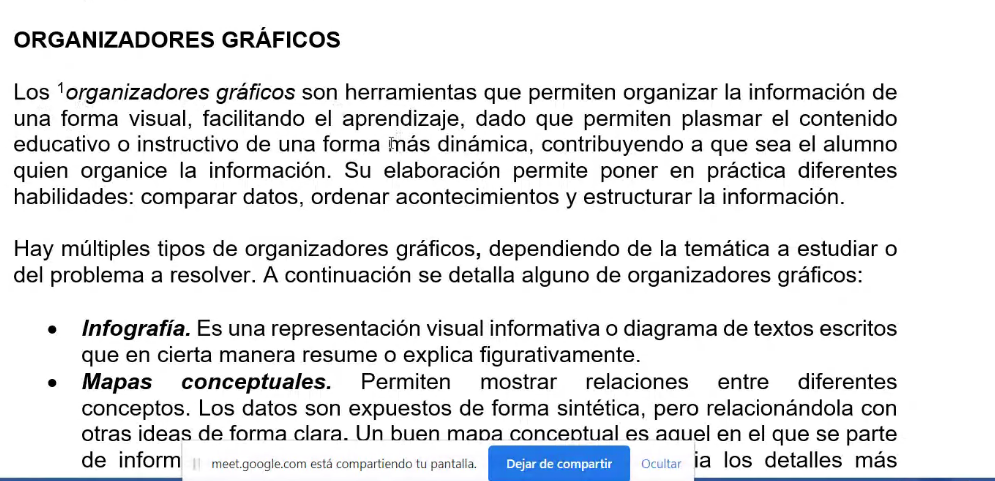 ORGANIZADORES GRÁFICOS
Los ¹organizadores gráficos son herramientas que permiten organizar la información de
una forma visual, facilitando el aprendizaje, dado que permiten plasmar el contenido
educativo o instructivo de una forma más dinámica, contribuyendo a que sea el alumno
quien organice la información. Su elaboración permite poner en práctica diferentes
habilidades: comparar datos, ordenar acontecimientos y estructurar la información.
Hay múltiples tipos de organizadores gráficos, dependiendo de la temática a estudiar o
del problema a resolver. A continuación se detalla alguno de organizadores gráficos:
• Infografía. Es una representación visual informativa o diagrama de textos escritos
que en cierta manera resume o explica figurativamente.
• Mapas conceptuales. Permiten mostrar relaciones entre diferentes
conceptos. Los datos son expuestos de forma sintética, pero relacionándola con
otras ideas de forma clara. Un buen mapa conceptual es aquel en el que se parte
de los detalles más
meet.google.com está compartiendo tu pantalla. Dejar de compartir Ocultar